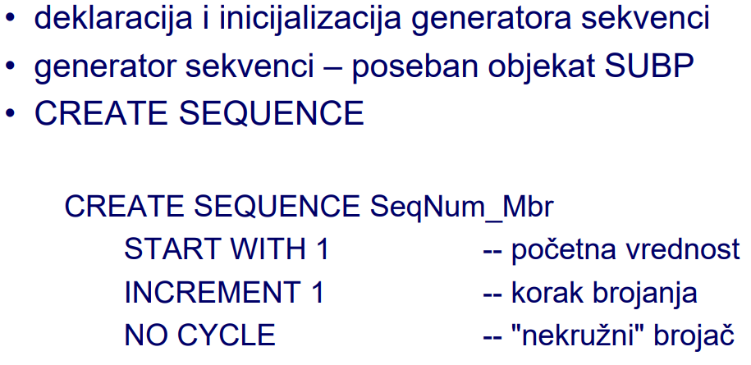 • deklaracija i inicijalizacija generatora sekvenci
• generator sekvenci – poseban objekat SUBP
• CREATE SEQUENCE
CREATE SEQUENCE SeqNum_Mbr
START WITH 1 -- početna vrednost
INCREMENT 1 -- korak brojanja
NO CYCLE -- "nekružni" brojač